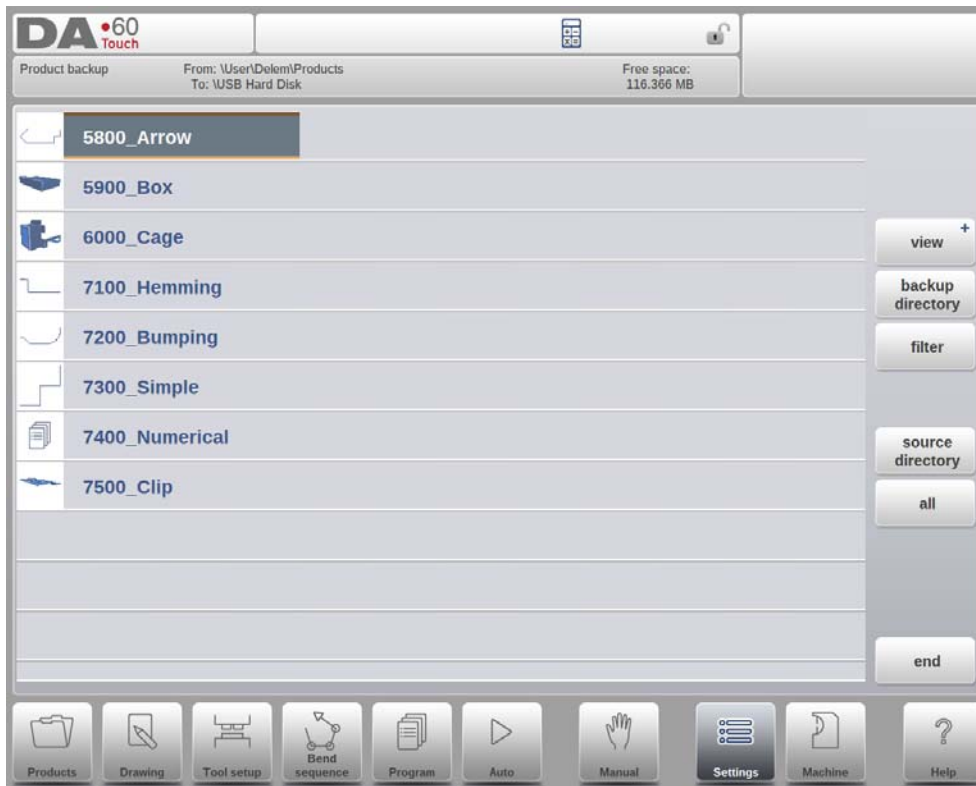 DA•60
Touch
Product backup From: \User\Delem\Products
To: \USB Hard Disk
Free space:
116.366 MB
5800_Arrow
5900_Box
6000_Cage
7100_Hemming
7200_Bumping
7300_Simple
7400_Numerical
7500_Clip
view +
backup
directory
filter
source
directory
all
end
Products
Drawing
Tool setup
Bend
sequence
Program
Auto
Manual
Settings
Machine
? Help